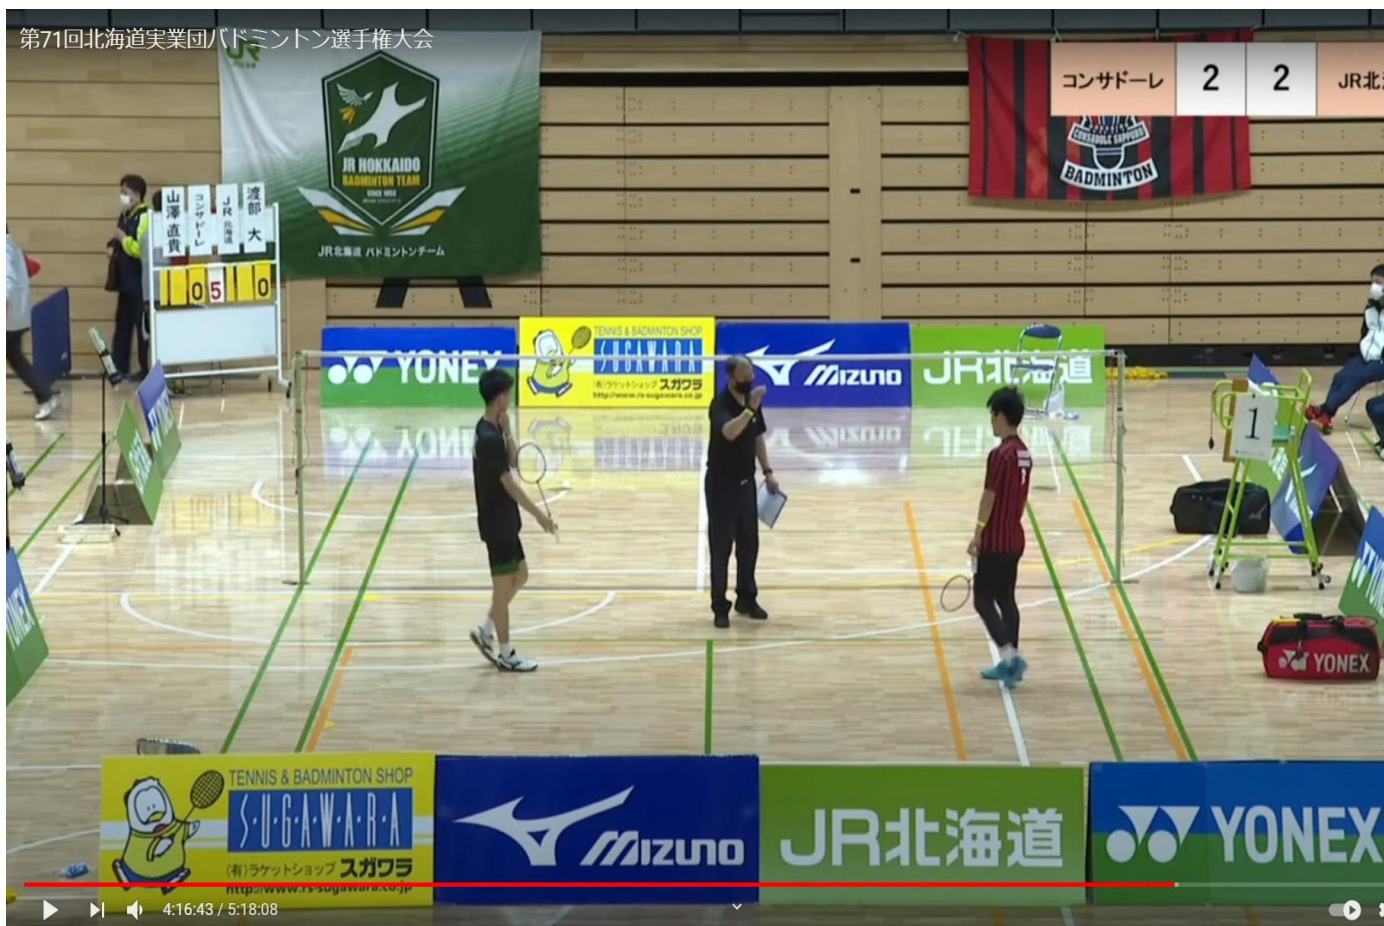 第71回北海道実業団バドミントン選手権大会
コンサドーレ 2 2 JR北海
JR
JR HOKKAIDO
BADMINTON TEAM
SINCE 1953
JR北海道 バドミントンチーム
CONSADOLE SAPPORO
BADMINTON
山澤直貴
コンサドーレ
JR北海道
渡部 大
0 5 0
YONEX
TENNIS & BADMINTON SHOP
SUGAWARA
(有)ラケットショップ スガワラ
http://www.rs-sugawara.co.jp
MIZUNO
JR北海道
1
YONEX
YONEX
YONEX
TENNIS & BADMINTON SHOP
S・U・G・A・W・A・R・A
(有)ラケットショップ スガワラ
http://www.rs-sugawara.co.jp
MIZUNO
JR北海道
YONEX
4:16:43 / 5:18:08